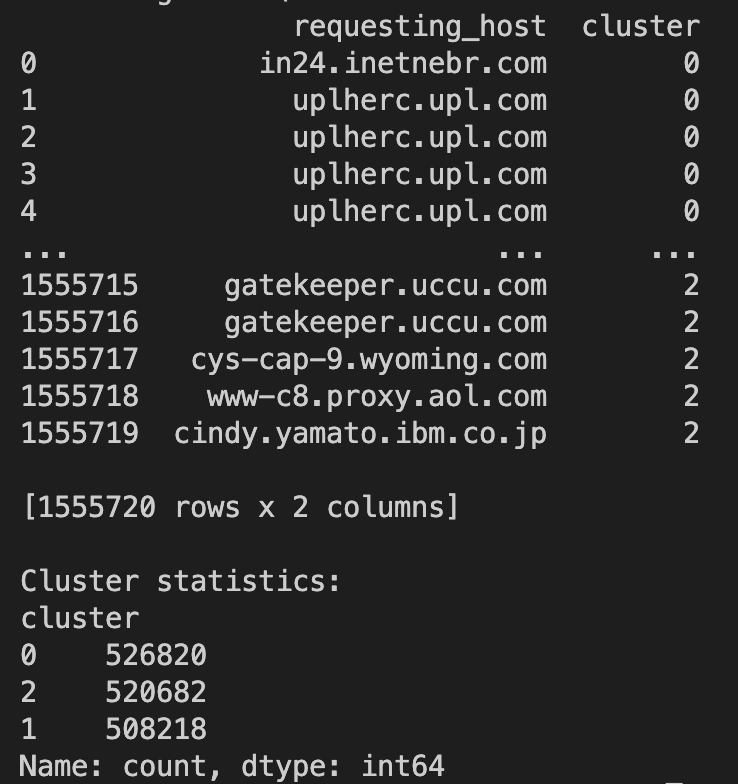 requesting_host cluster
0 in24.inetnebr.com 0
1 uplherc.upl.com 0
2 uplherc.upl.com 0
3 uplherc.upl.com 0
4 uplherc.upl.com 0
... ... ...
1555715 gatekeeper.uccu.com 2
1555716 gatekeeper.uccu.com 2
1555717 cys-cap-9.wyoming.com 2
1555718 www-c8.proxy.aol.com 2
1555719 cindy.yamato.ibm.co.jp 2
[1555720 rows x 2 columns]
Cluster statistics:
cluster
0 526820
2 520682
1 508218
Name: count, dtype: int64